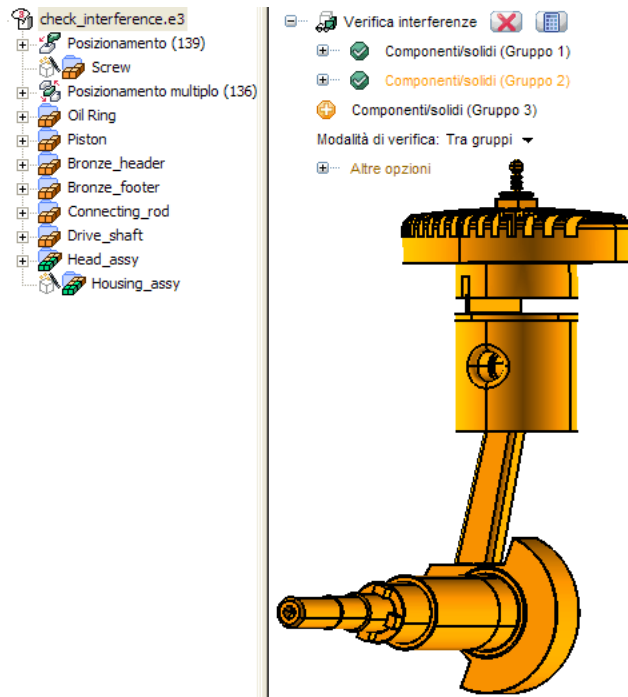 check_interference.e3
Posizionamento (139)
Screw
Posizionamento multiplo (136)
Oil Ring
Piston
Bronze_header
Bronze_footer
Connecting_rod
Drive_shaft
Head_assy
Housing_assy
Verifica interferenze
Componenti/solidi (Gruppo 1)
Componenti/solidi (Gruppo 2)
Componenti/solidi (Gruppo 3)
Modalità di verifica: Tra gruppi
Altre opzioni